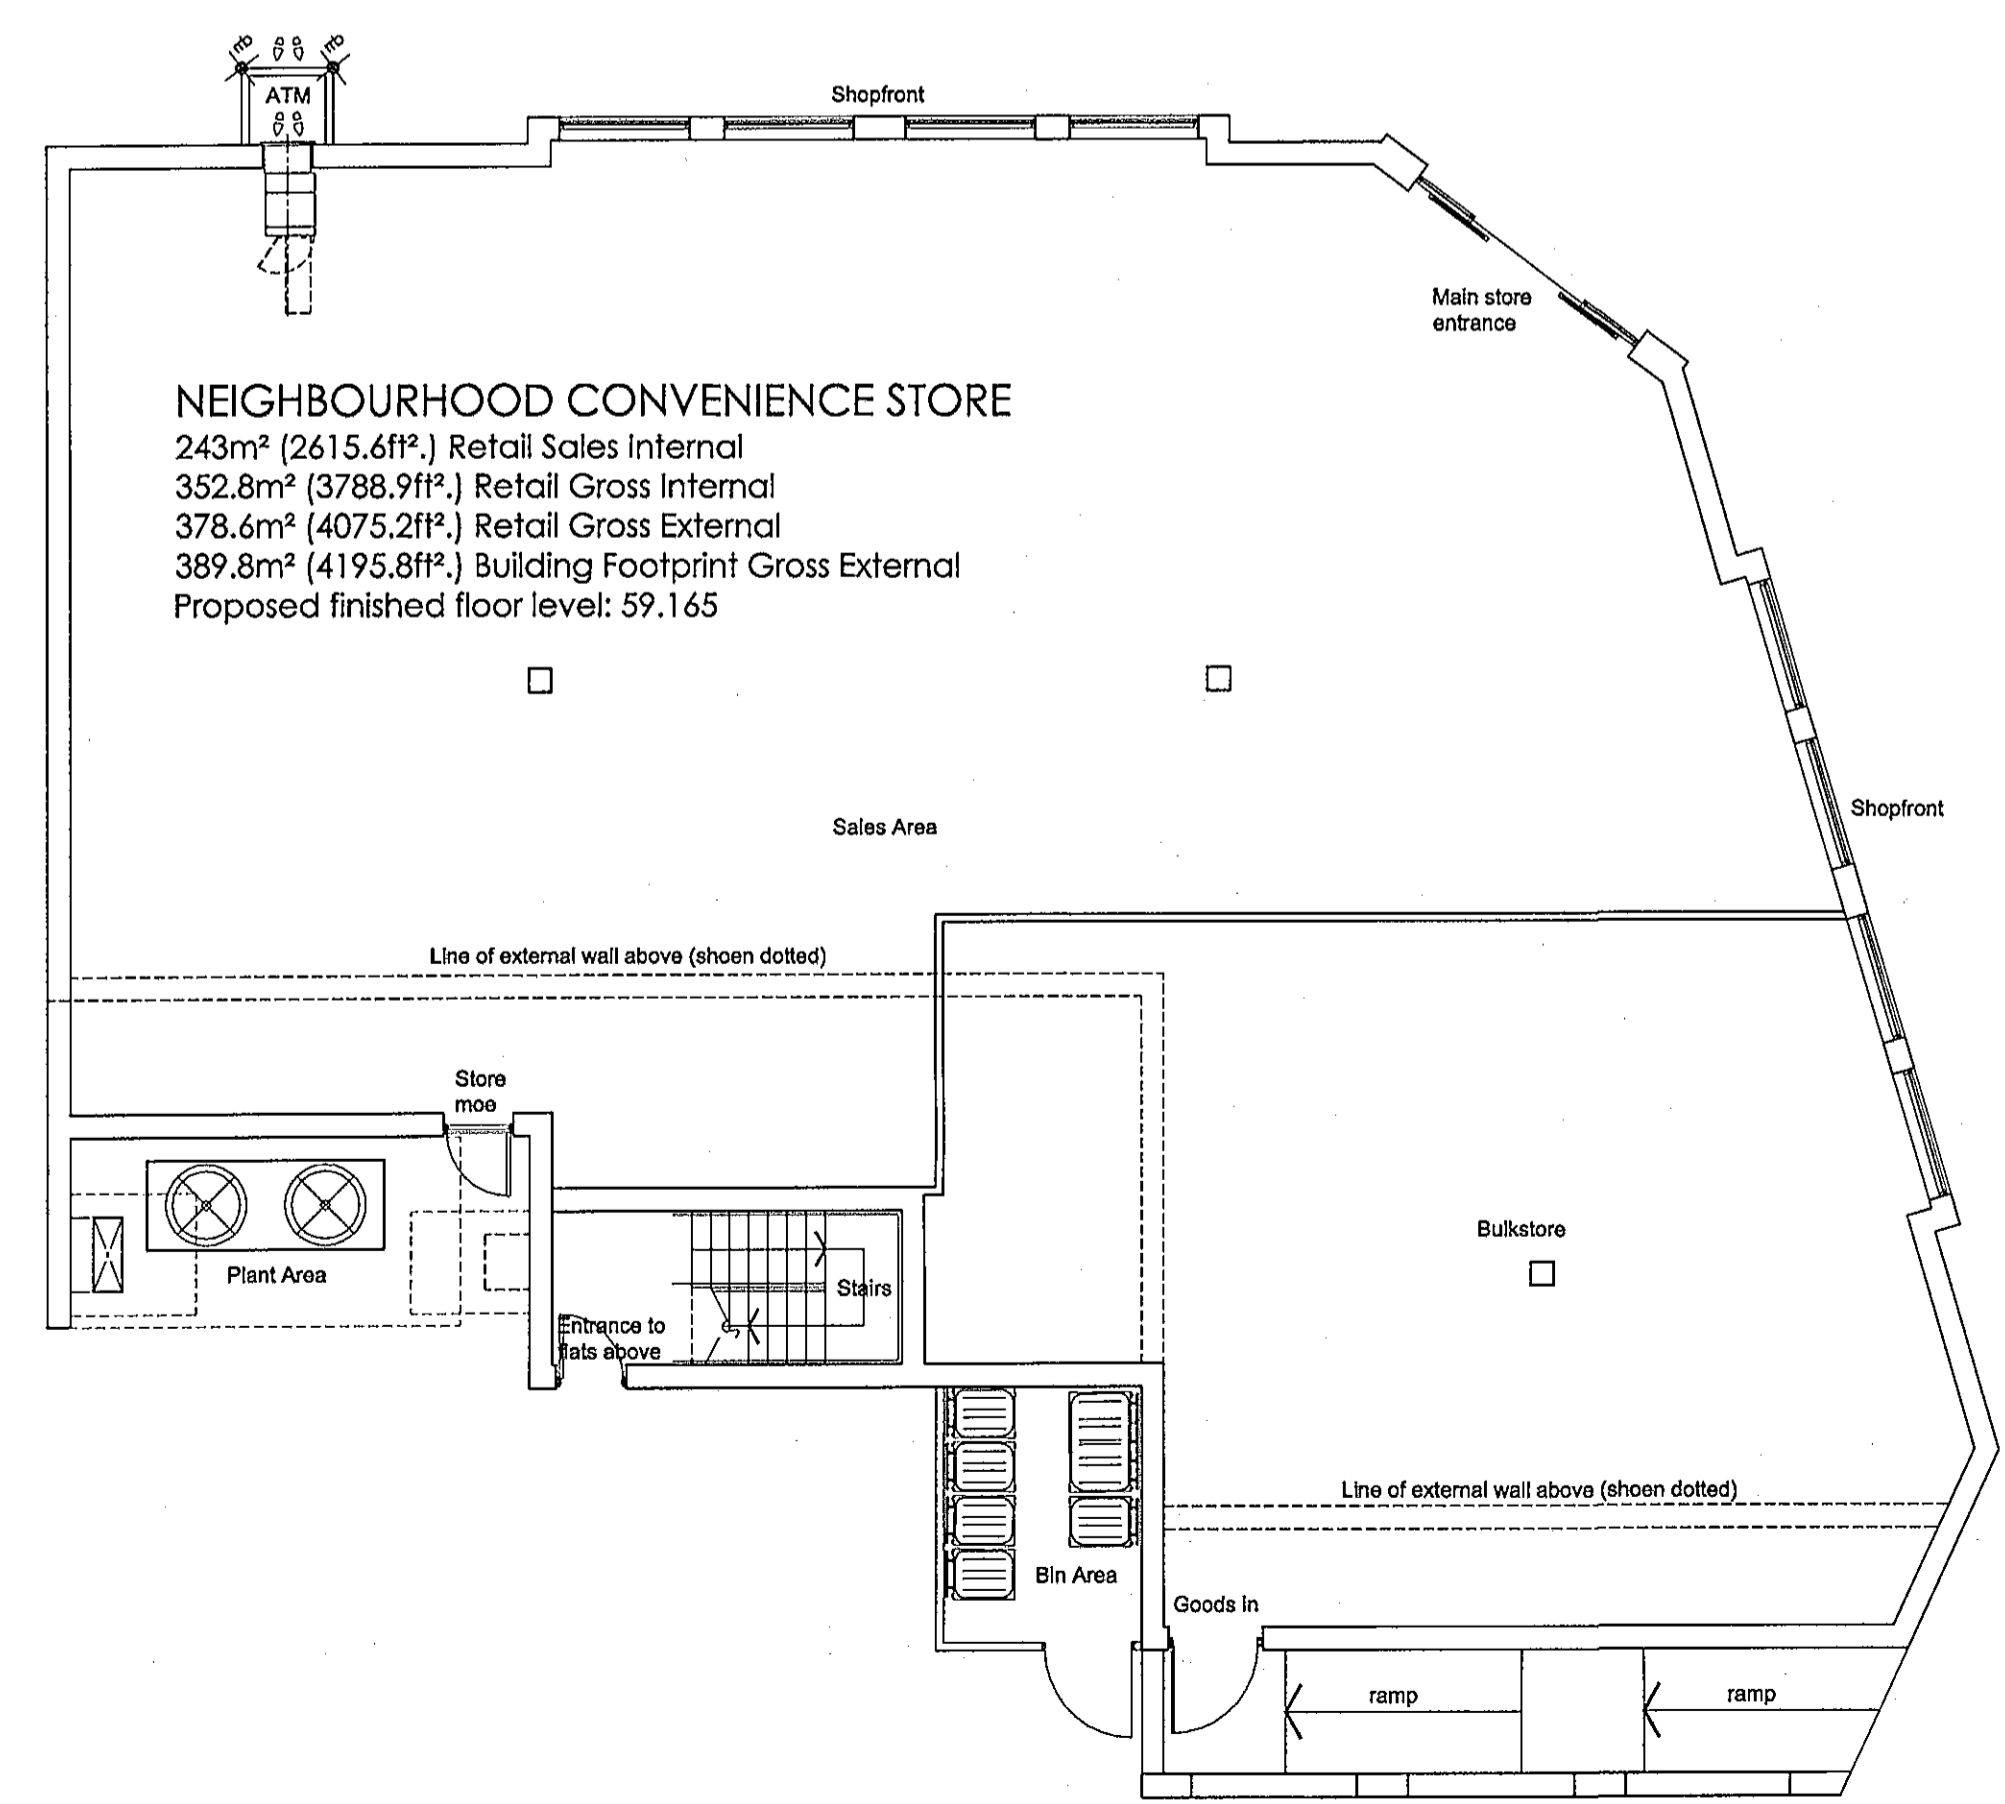 mb
mb
ATM
Shopfront
Main store
entrance
NEIGHBOURHOOD CONVENIENCE STORE
243m² (2615.6ft².) Retail Sales Internal
352.8m² (3788.9ft².) Retail Gross Internal
378.6m² (4075.2ft².) Retail Gross External
389.8m² (4195.8ft².) Building Footprint Gross External
Proposed finished floor level: 59.165
Shopfront
Sales Area
Line of external wall above (shoen dotted)
Store
moe
Bulkstore
Plant Area
Stairs
Entrance to
flats above
Line of external wall above (shoen dotted)
Bin Area
Goods in
ramp
ramp